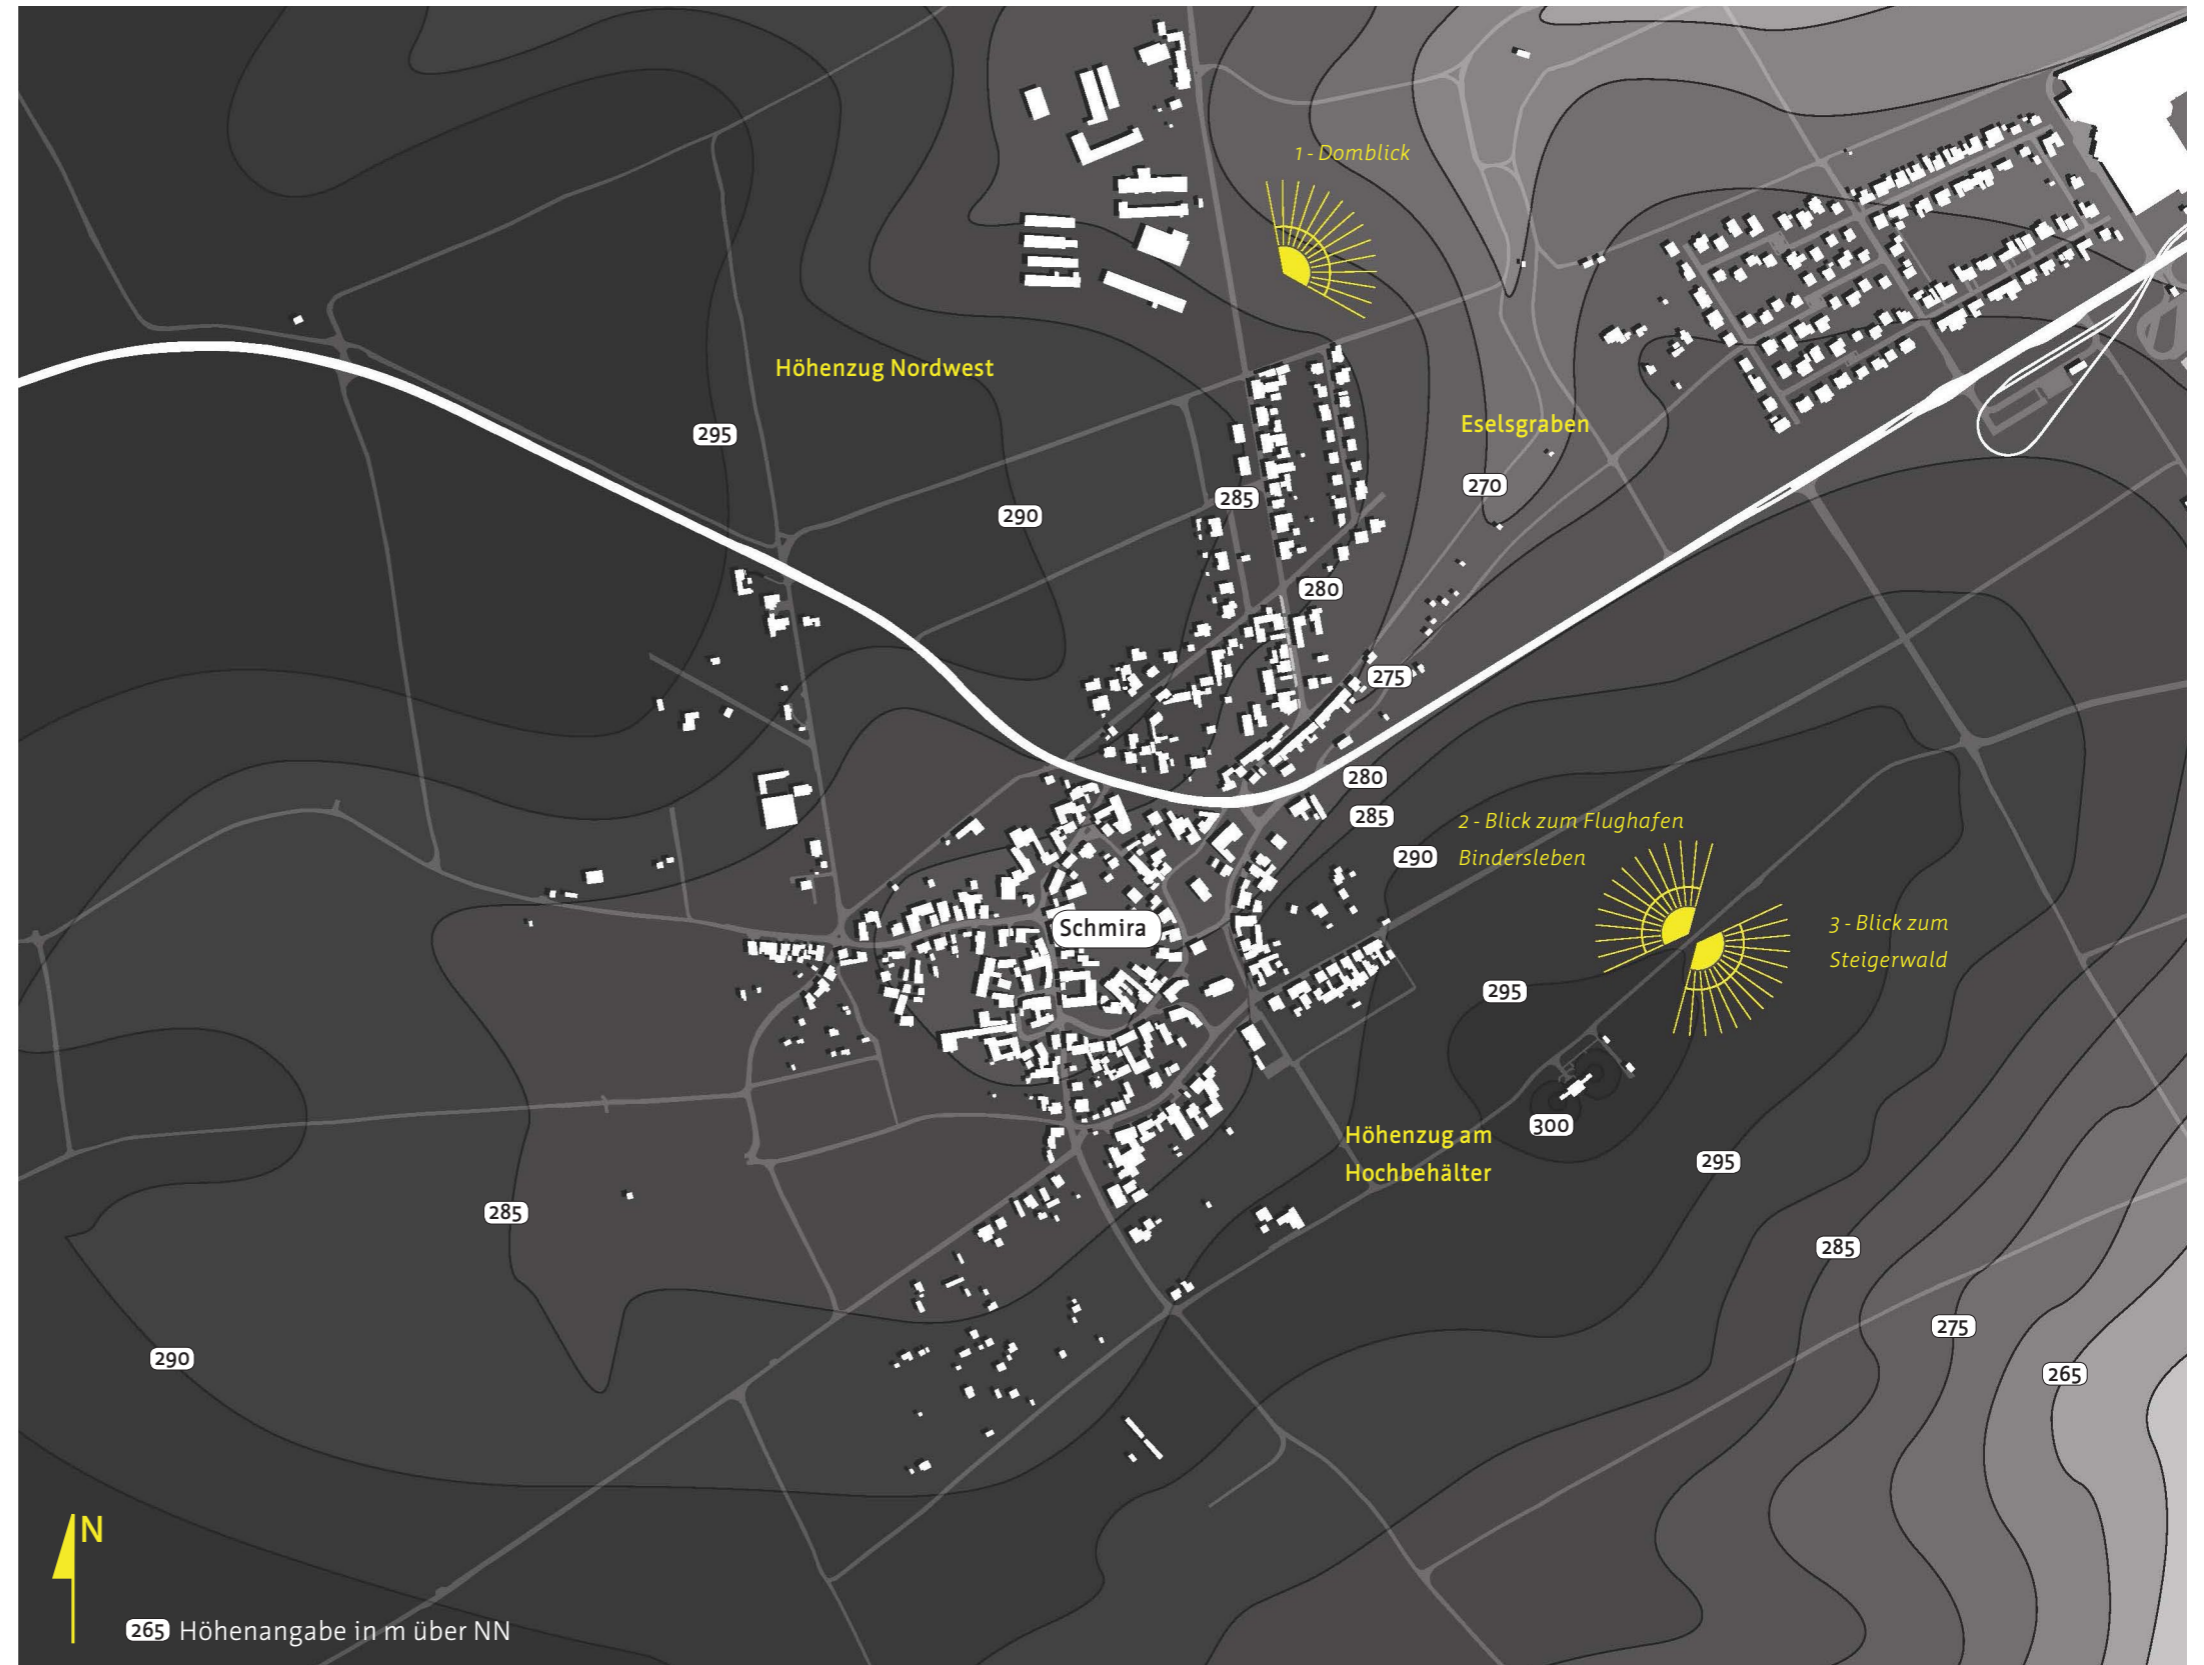 1 - Domblick
Höhenzug Nordwest
Eselsgraben
295
270
285
290
280
275
280
285
2 - Blick zum Flughafen
Bindersleben
290
3 - Blick zum
Steigerwald
Schmira
295
300
Höhenzug am
Hochbehälter
295
285
285
275
290
265
N
265 Höhenangabe in m über NN